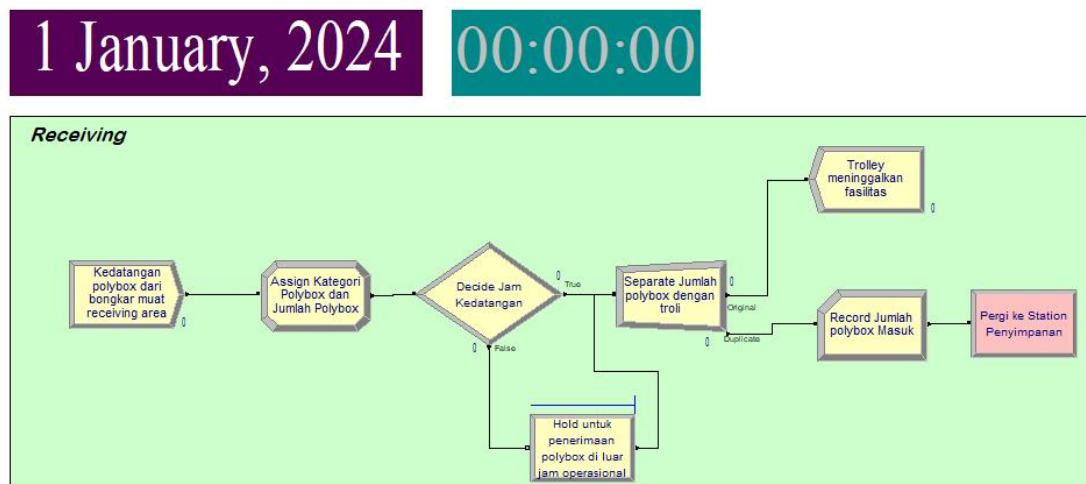 1 January, 2024
00:00:00
Receiving
Kedatangan
polybox dari
bongkar muat
receiving area
0
Assign Kategori
Polybox dan
Jumlah Polybox
Decide Jam
Kedatangan
0
True
0
False
Hold untuk
penerimaan
polybox di luar
jam operasional
Separate Jumlah
polybox dengan
troli
0
Original
0
Duplicate
Trolley
meninggalkan
fasilitas
0
Record Jumlah
polybox Masuk
Pergi ke Station
Penyimpanan